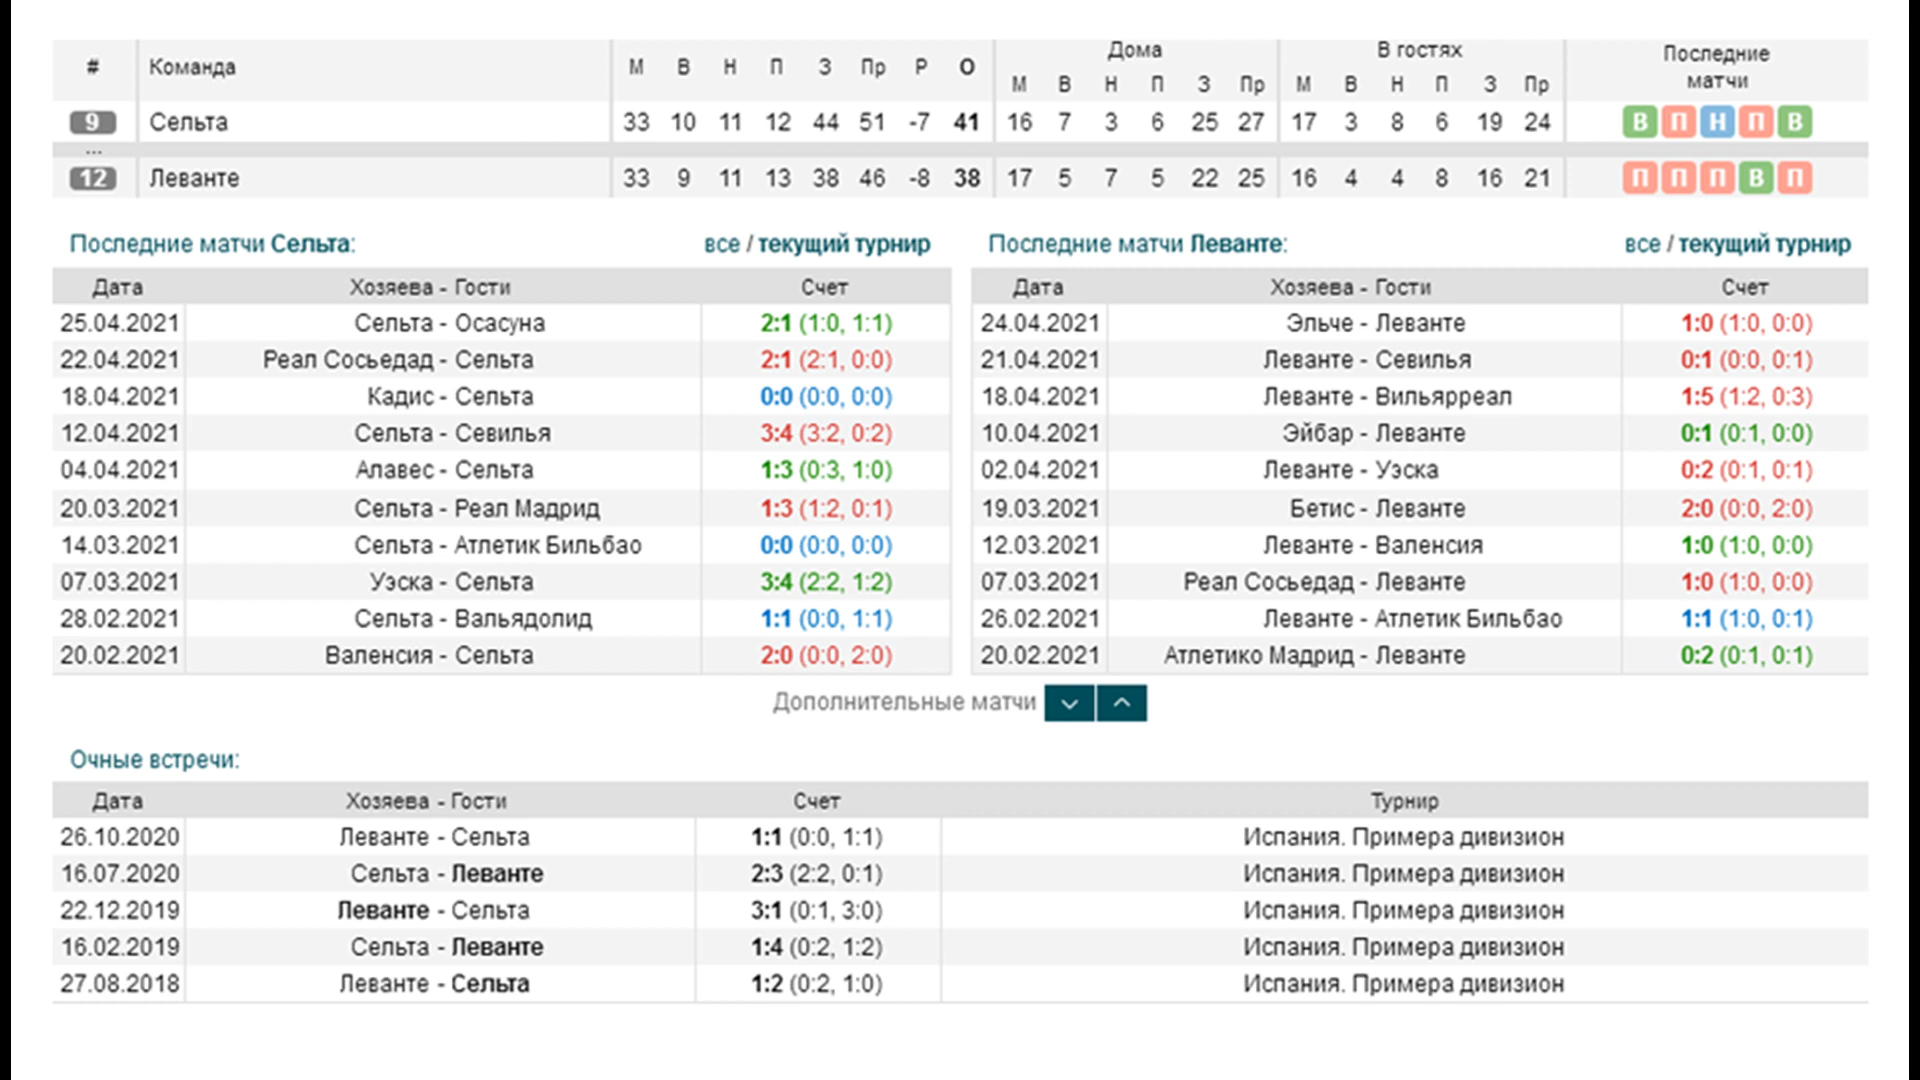 # Команда М В Н П З Пр Р О Дома М В Н П З Пр В гостях М В Н П З Пр Последние матчи
9 Сельта 33 10 11 12 44 51 -7 41 16 7 3 6 25 27 17 3 8 6 19 24 В П Н П В
...
12 Леванте 33 9 11 13 38 46 -8 38 17 5 7 5 22 25 16 4 4 8 16 21 П П П В П
Последние матчи Сельта: все / текущий турнир
Дата Хозяева - Гости Счет
25.04.2021 Сельта - Осасуна 2:1 (1:0, 1:1)
22.04.2021 Реал Сосьедад - Сельта 2:1 (2:1, 0:0)
18.04.2021 Кадис - Сельта 0:0 (0:0, 0:0)
12.04.2021 Сельта - Севилья 3:4 (3:2, 0:2)
04.04.2021 Алавес - Сельта 1:3 (0:3, 1:0)
20.03.2021 Сельта - Реал Мадрид 1:3 (1:2, 0:1)
14.03.2021 Сельта - Атлетик Бильбао 0:0 (0:0, 0:0)
07.03.2021 Уэска - Сельта 3:4 (2:2, 1:2)
28.02.2021 Сельта - Вальядолид 1:1 (0:0, 1:1)
20.02.2021 Валенсия - Сельта 2:0 (0:0, 2:0)
Последние матчи Леванте: все / текущий турнир
Дата Хозяева - Гости Счет
24.04.2021 Эльче - Леванте 1:0 (1:0, 0:0)
21.04.2021 Леванте - Севилья 0:1 (0:0, 0:1)
18.04.2021 Леванте - Вильярреал 1:5 (1:2, 0:3)
10.04.2021 Эйбар - Леванте 0:1 (0:1, 0:0)
02.04.2021 Леванте - Уэска 0:2 (0:1, 0:1)
19.03.2021 Бетис - Леванте 2:0 (0:0, 2:0)
12.03.2021 Леванте - Валенсия 1:0 (1:0, 0:0)
07.03.2021 Реал Сосьедад - Леванте 1:0 (1:0, 0:0)
26.02.2021 Леванте - Атлетик Бильбао 1:1 (1:0, 0:1)
20.02.2021 Атлетико Мадрид - Леванте 0:2 (0:1, 0:1)
Дополнительные матчи
Очные встречи:
Дата Хозяева - Гости Счет Турнир
26.10.2020 Леванте - Сельта 1:1 (0:0, 1:1) Испания. Примера дивизион
16.07.2020 Сельта - Леванте 2:3 (2:2, 0:1) Испания. Примера дивизион
22.12.2019 Леванте - Сельта 3:1 (0:1, 3:0) Испания. Примера дивизион
16.02.2019 Сельта - Леванте 1:4 (0:2, 1:2) Испания. Примера дивизион
27.08.2018 Леванте - Сельта 1:2 (0:2, 1:0) Испания. Примера дивизион